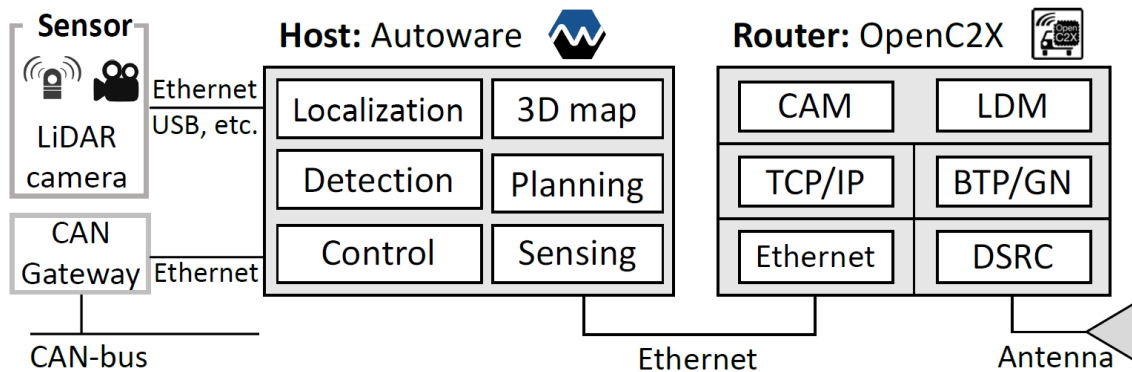 Sensor
LiDAR
camera
Ethernet
USB, etc.
CAN
Gateway
Ethernet
CAN-bus
Host: Autoware
Localization
3D map
Detection
Planning
Control
Sensing
Ethernet
Router: OpenC2X
Open
C2X
CAM
LDM
TCP/IP
BTP/GN
Ethernet
DSRC
Antenna